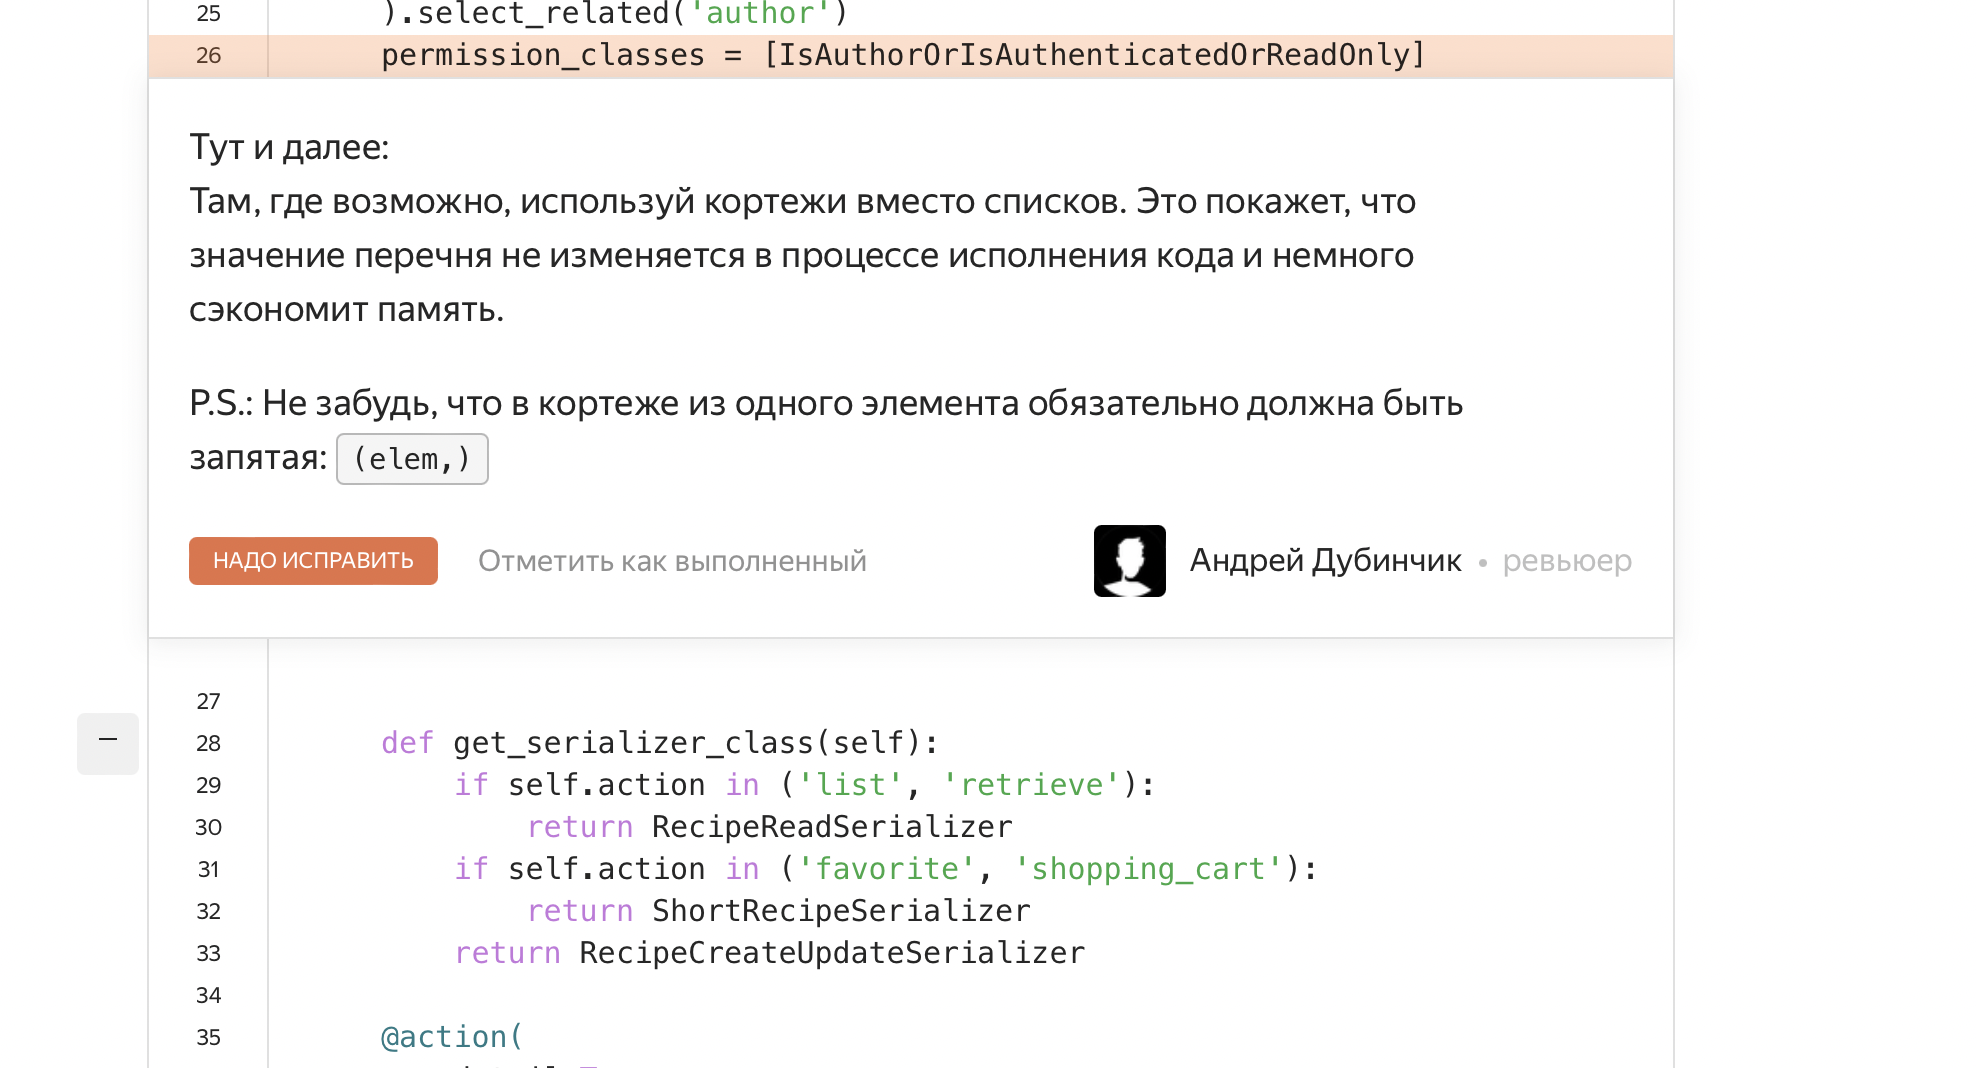 25 ).select_related('author')
26 permission_classes = [IsAuthorOrIsAuthenticatedOrReadOnly]
Тут и далее:
Там, где возможно, используй кортежи вместо списков. Это покажет, что
значение перечня не изменяется в процессе исполнения кода и немного
сэкономит память.
P.S.: Не забудь, что в кортеже из одного элемента обязательно должна быть
запятая: (elem,)
НАДО ИСПРАВИТЬ Отметить как выполненный Андрей Дубинчик • ревьюер
27
28 def get_serializer_class(self):
29 if self.action in ('list', 'retrieve'):
30 return RecipeReadSerializer
31 if self.action in ('favorite', 'shopping_cart'):
32 return ShortRecipeSerializer
33 return RecipeCreateUpdateSerializer
34
35 @action(